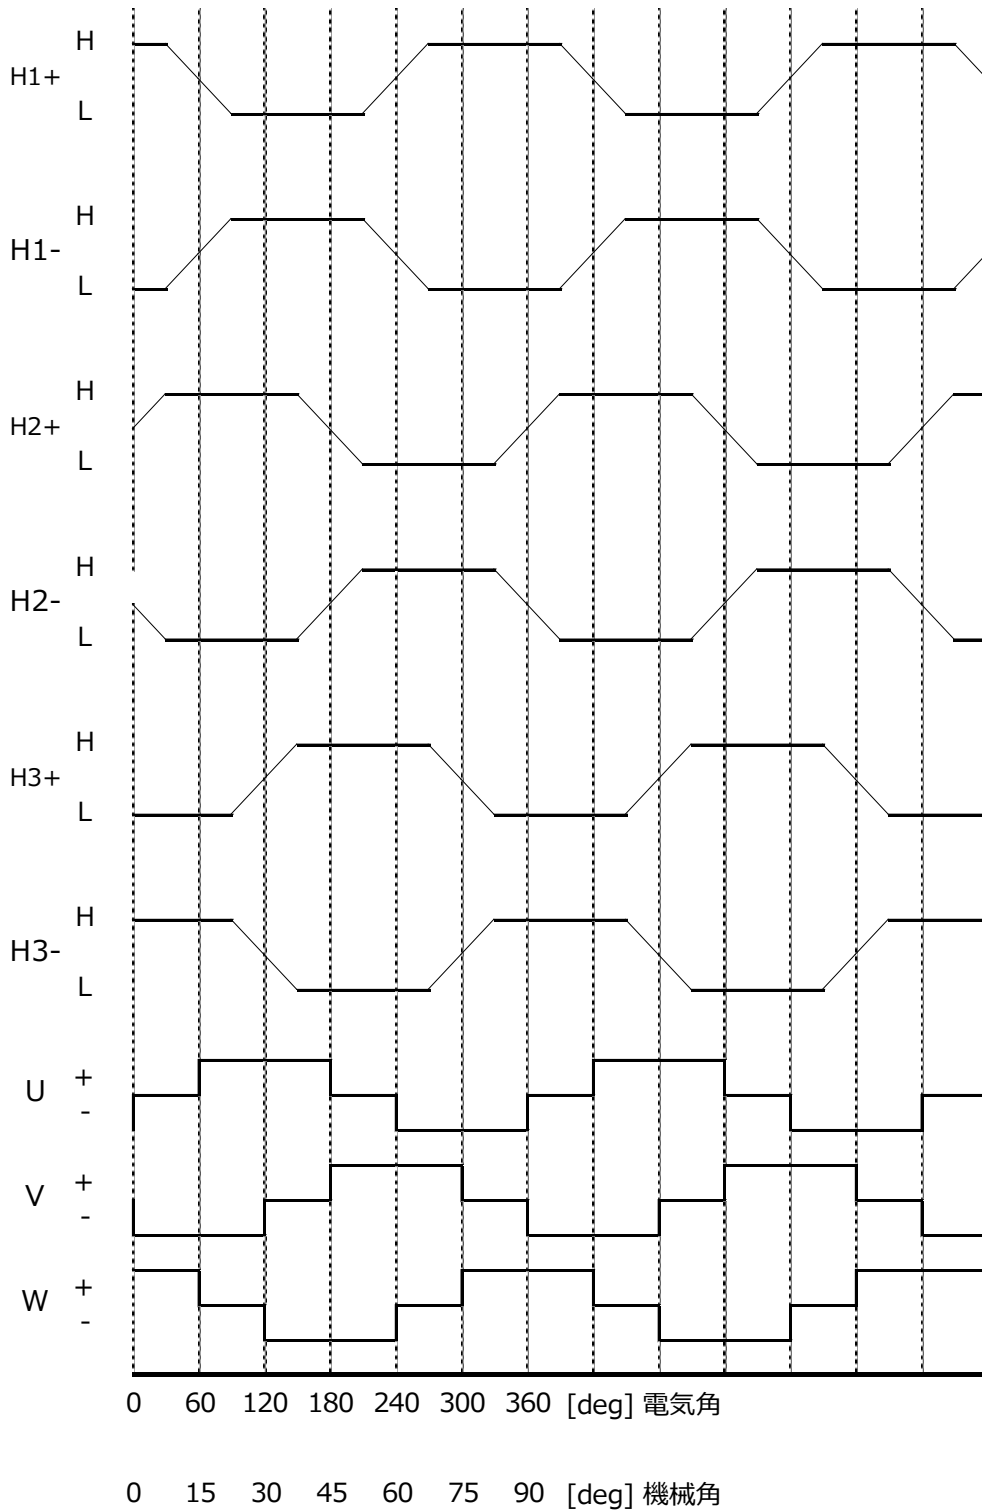 H
H1+
L
H
H1-
L
H
H2+
L
H
H2-
L
H
H3+
L
H
H3-
L
U
+
-
V
+
-
W
+
-
0 60 120 180 240 300 360 [deg] 電気角
0 15 30 45 60 75 90 [deg] 機械角